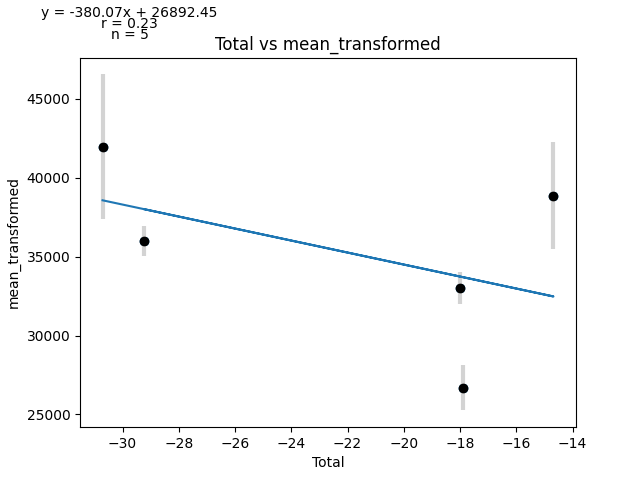 y = -380.07x + 26892.45
r = 0.23
n = 5
Total vs mean_transformed
45000
40000
35000
30000
25000
mean_transformed
−30
−28
−26
−24
−22
−20
−18
−16
−14
Total